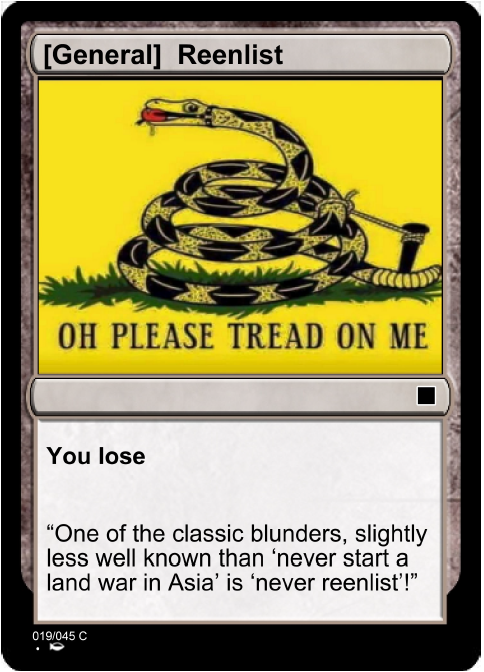 [General]  Reenlist
OH PLEASE TREAD ON ME
You lose
“One of the classic blunders, slightly
less well known than ‘never start a
land war in Asia’ is ‘never reenlist’!”
019/045 C